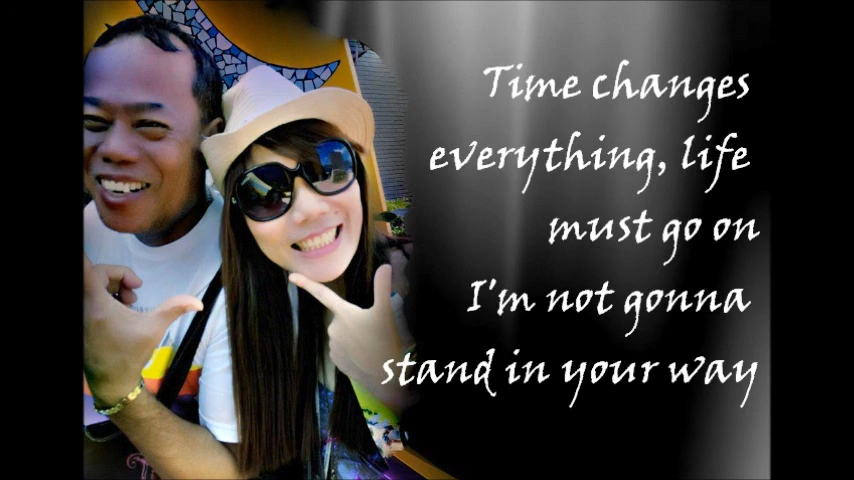 Time changes
everything, life
must go on
I'm not gonna
stand in your way